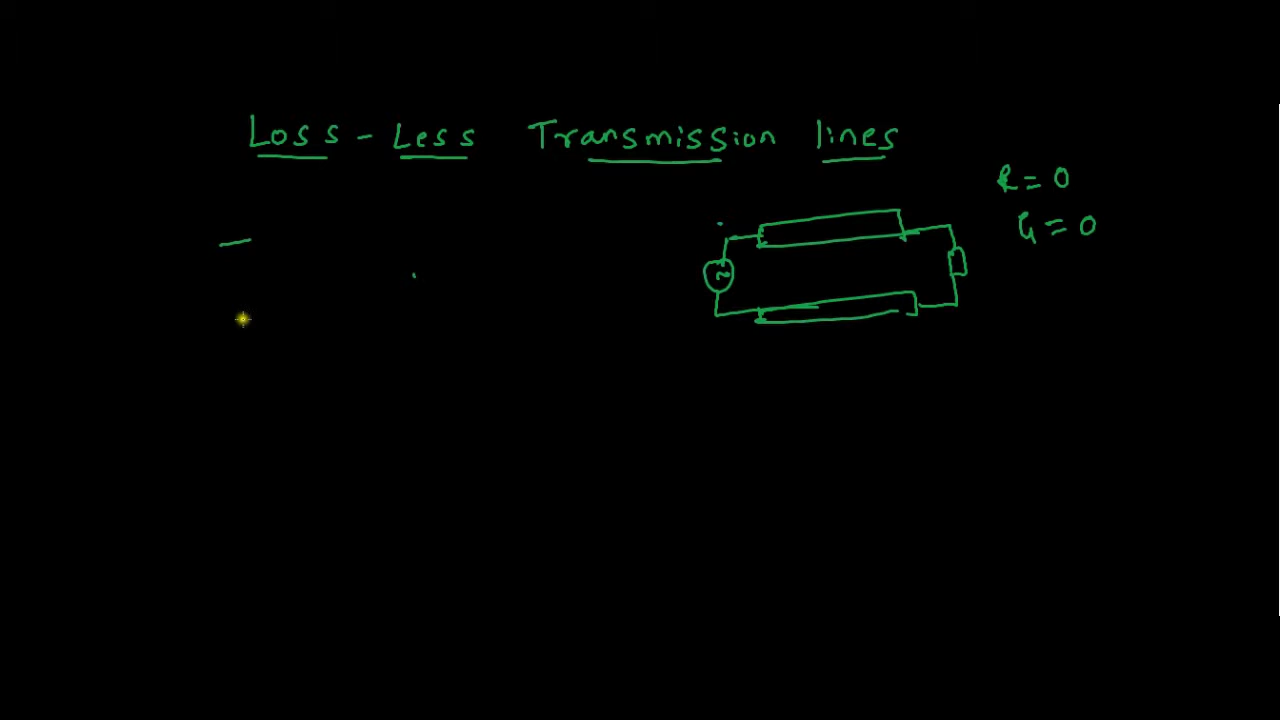 Loss - Less Transmission lines
R = 0
G = 0
~